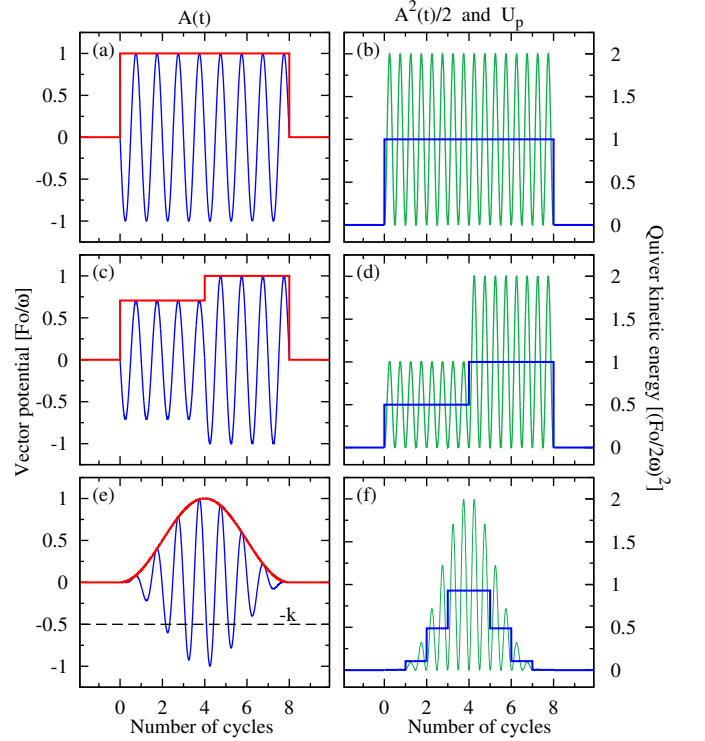 A(t)
A²(t)/2 and Uₚ
(a)
1
0.5
0
-0.5
-1
(b)
2
1.5
1
0.5
0
(c)
1
0.5
0
-0.5
-1
(d)
2
1.5
1
0.5
0
(e)
1
0.5
0
-0.5
-1
-k
(f)
2
1.5
1
0.5
0
0 2 4 6 8
0 2 4 6 8
Number of cycles
Number of cycles
Vector potential [Fo/ω]
Quiver kinetic energy [(Fo/2ω)²]